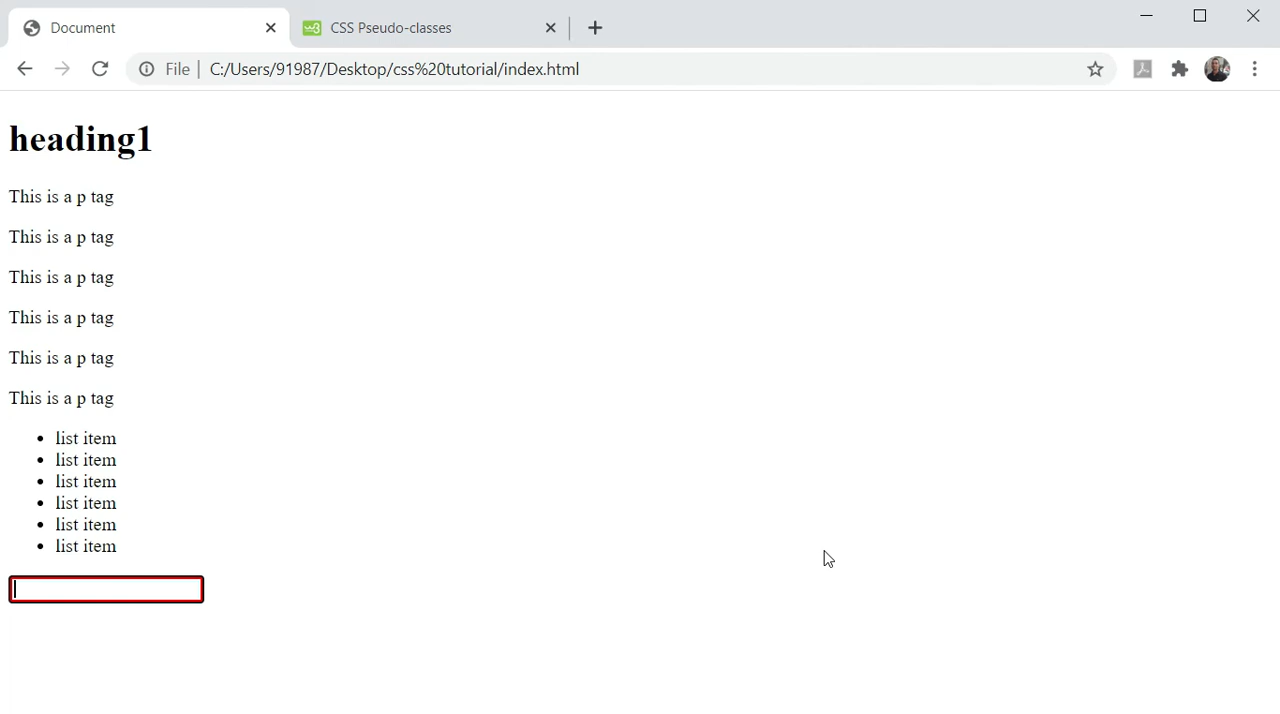 Document
CSS Pseudo-classes
File | C:/Users/91987/Desktop/css%20tutorial/index.html
heading1
This is a p tag
This is a p tag
This is a p tag
This is a p tag
This is a p tag
This is a p tag
list item
list item
list item
list item
list item
list item